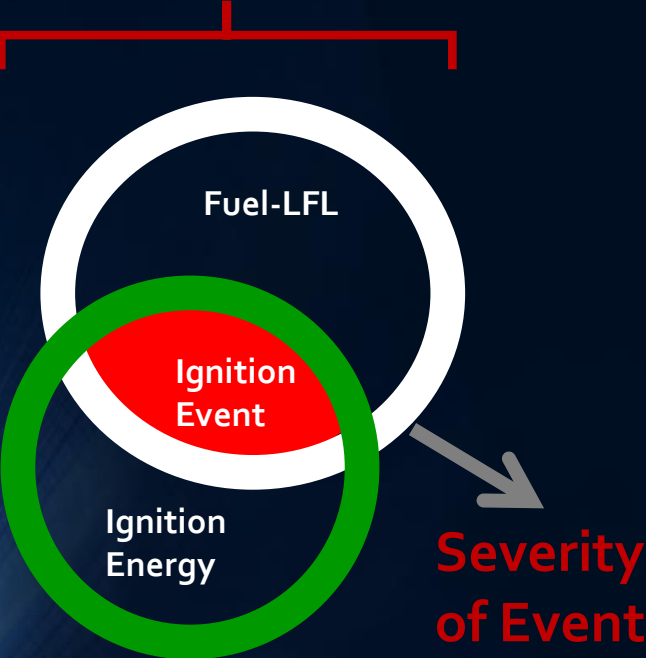 Fuel-LFL
Ignition
Event
Ignition
Energy
Severity
of Event